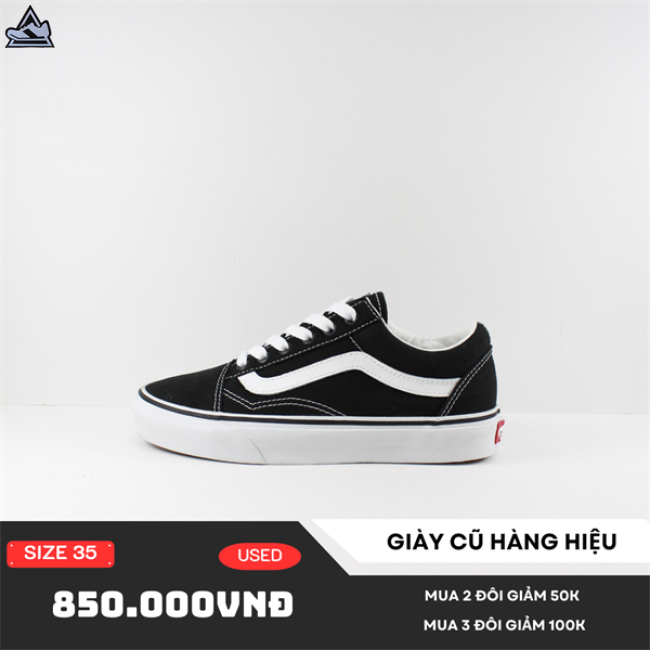 SIZE 35
USED
GIÀY CŨ HÀNG HIỆU
850.000VNĐ
MUA 2 ĐÔI GIẢM 50K
MUA 3 ĐÔI GIẢM 100K